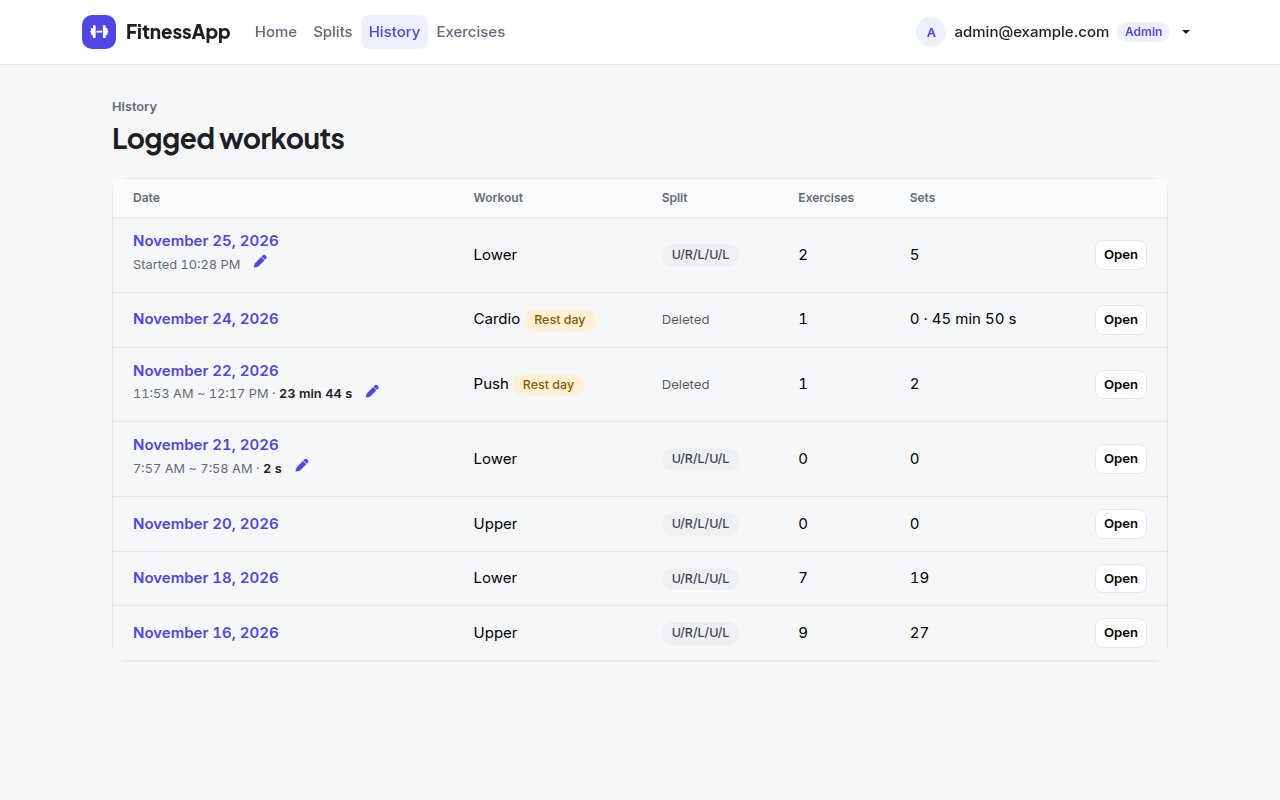 FitnessApp Home Splits History Exercises A admin@example.com Admin
History
Logged workouts
Date Workout Split Exercises Sets
November 25, 2026
Started 10:28 PM
Lower U/R/L/U/L 2 5 Open
November 24, 2026 Cardio Rest day Deleted 1 0 · 45 min 50 s Open
November 22, 2026
11:53 AM ~ 12:17 PM · 23 min 44 s
Push Rest day Deleted 1 2 Open
November 21, 2026
7:57 AM ~ 7:58 AM · 2 s
Lower U/R/L/U/L 0 0 Open
November 20, 2026 Upper U/R/L/U/L 0 0 Open
November 18, 2026 Lower U/R/L/U/L 7 19 Open
November 16, 2026 Upper U/R/L/U/L 9 27 Open